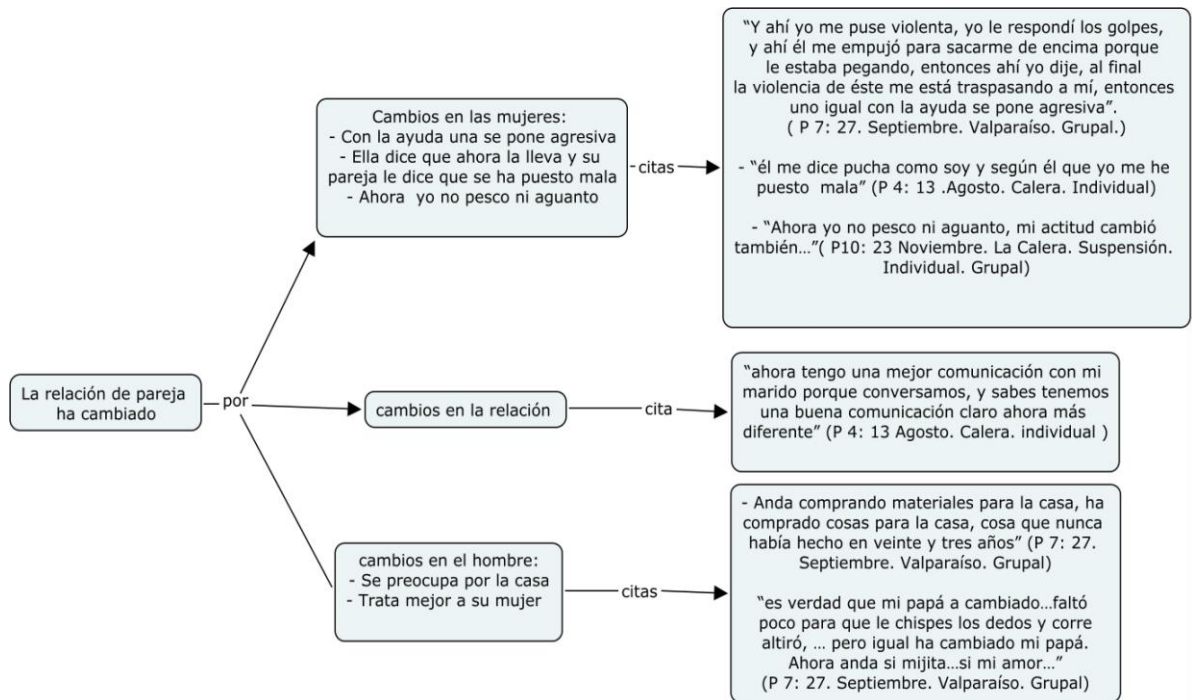 La relación de pareja
ha cambiado
por
Cambios en las mujeres:
- Con la ayuda una se pone agresiva
- Ella dice que ahora la lleva y su
pareja le dice que se ha puesto mala
- Ahora yo no pesco ni aguanto
citas
“Y ahí yo me puse violenta, yo le respondí los golpes,
y ahí él me empujó para sacarme de encima porque
le estaba pegando, entonces ahí yo dije, al final
la violencia de éste me está traspasando a mí, entonces
uno igual con la ayuda se pone agresiva”.
( P 7: 27. Septiembre. Valparaíso. Grupal.)
- “él me dice pucha como soy y según él que yo me he
puesto mala” (P 4: 13 .Agosto. Calera. Individual)
- “Ahora yo no pesco ni aguanto, mi actitud cambió
también…”( P10: 23 Noviembre. La Calera. Suspensión.
Individual. Grupal)
cambios en la relación
cita
“ahora tengo una mejor comunicación con mi
marido porque conversamos, y sabes tenemos
una buena comunicación claro ahora más
diferente” (P 4: 13 Agosto. Calera. individual )
cambios en el hombre:
- Se preocupa por la casa
- Trata mejor a su mujer
citas
- Anda comprando materiales para la casa, ha
comprado cosas para la casa, cosa que nunca
había hecho en veinte y tres años” (P 7: 27.
Septiembre. Valparaíso. Grupal)
“es verdad que mi papá a cambiado…faltó
poco para que le chispes los dedos y corre
altiró, … pero igual ha cambiado mi papá.
Ahora anda si mijita…si mi amor…”
(P 7: 27. Septiembre. Valparaíso. Grupal)